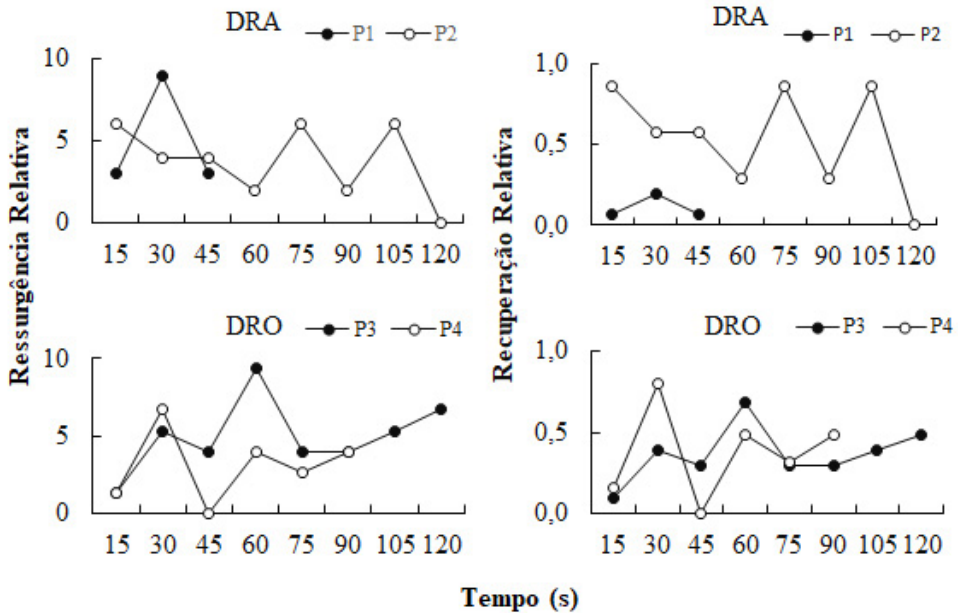 DRA
P1 P2
10
5
0
15 30 45 60 75 90 105 120
Ressurgência Relativa
DRO
P3 P4
10
5
0
15 30 45 60 75 90 105 120
DRA
P1 P2
1,0
0,5
0,0
15 30 45 60 75 90 105 120
Recuperação Relativa
DRO
P3 P4
1,0
0,5
0,0
15 30 45 60 75 90 105 120
Tempo (s)